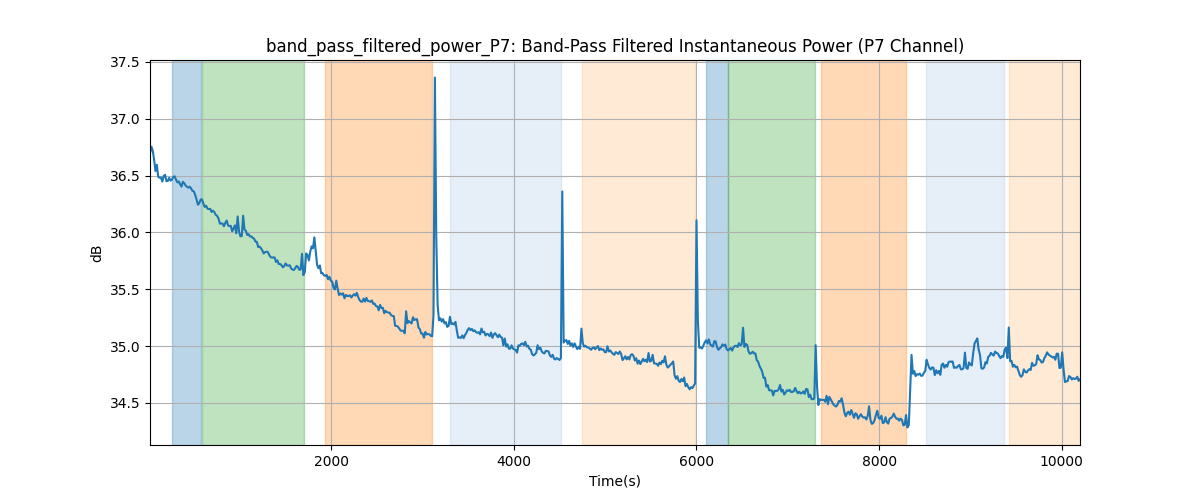 band_pass_filtered_power_P7: Band-Pass Filtered Instantaneous Power (P7 Channel)
37.5
37.0
36.5
36.0
35.5
35.0
34.5
dB
2000 4000 6000 8000 10000
Time(s)